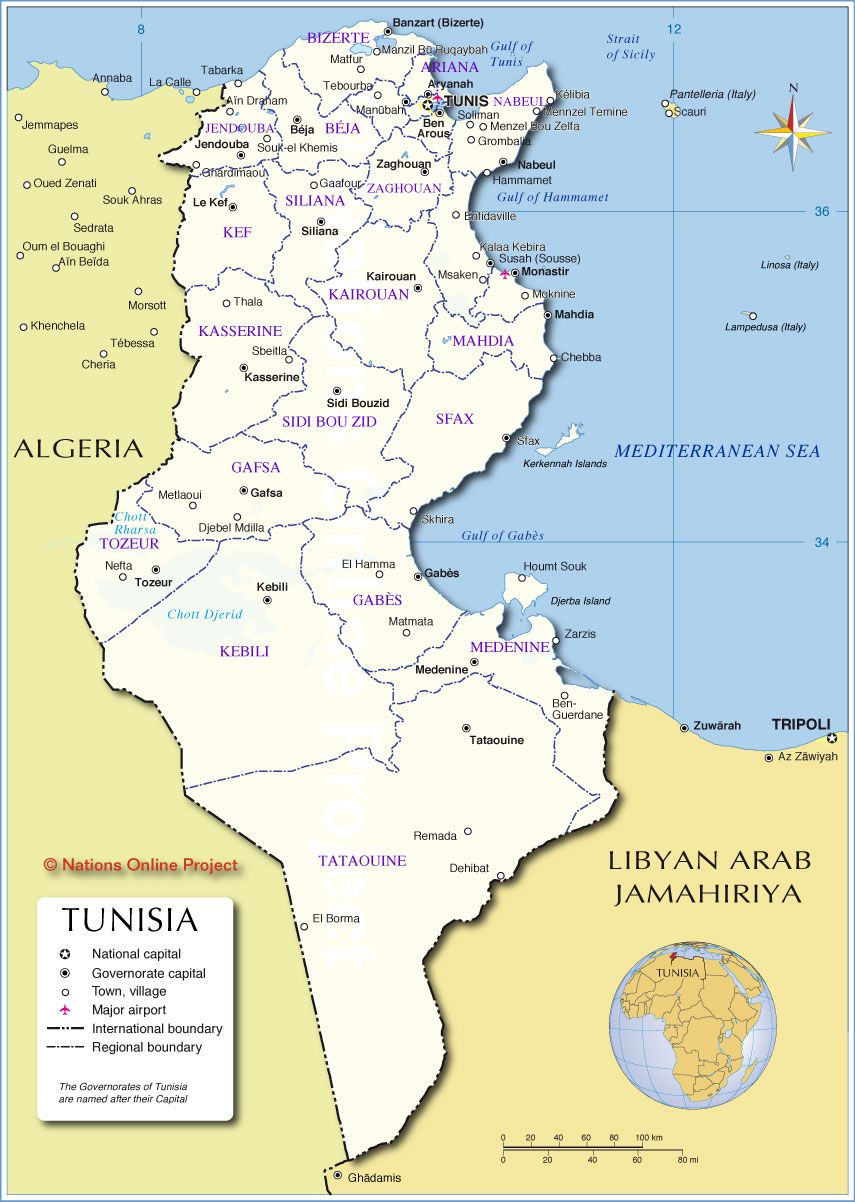 8
12
Banzart (Bizerte)
BIZERTE
Manzil Bū Ruqaybah
Gulf of
Tunis
Strait
of Sicily
Matfur
ARIANA
Annaba
La Calle
Tabarka
Tebourba
Aryanah
TUNIS
NABEUL
Kélibia
Pantelleria (Italy)
Scauri
N
Aïn Draham
Manūbah
Mennzel Temine
Jemmapes
JENDOUBA
Béja
BÉJA
Ben
Arous
Soliman
Menzel Bou Zelfa
Grombalia
Guelma
Jendouba
Souk-el Khemis
Ghardimaou
Zaghouan
Nabeul
Hammamet
Oued Zenati
Souk Ahras
Gaafour
ZAGHOUAN
Gulf of Hammamet
Le Kef
SILIANA
36
Sedrata
KEF
Siliana
Enfidaville
Oum el Bouaghi
Aïn Beïda
Kalaa Kebira
Susah (Sousse)
Monastir
Linosa (Italy)
Kairouan
Msaken
KAIROUAN
Moknine
Morsott
Thala
Mahdia
Khenchela
Tébessa
KASSERINE
MAHDIA
Lampedusa (Italy)
Cheria
Sbeitla
Chebba
Kasserine
Sidi Bouzid
SIDI BOU ZID
SFAX
ALGERIA
Sfax
MEDITERRANEAN SEA
Kerkennah Islands
GAFSA
Metlaoui
Gafsa
Chott
Rharsa
Djebel Mdilla
Skhira
TOZEUR
Gulf of Gabès
34
Nefta
Tozeur
El Hamma
Gabès
Houmt Souk
Kebili
GABÈS
Djerba Island
Chott Djerid
Matmata
Zarzis
KEBILI
MEDENINE
Medenine
Ben-
Guerdane
Tataouine
Zuwārah
TRIPOLI
Az Zāwiyah
Remada
© Nations Online Project
TATAOUINE
Dehibat
LIBYAN ARAB
JAMAHIRIYA
El Borma
TUNISIA
National capital
Governorate capital
Town, village
Major airport
International boundary
Regional boundary
The Governorates of Tunisia
are named after their Capital
TUNISIA
0 20 40 60 80 100 km
0 20 40 60 80 mi
Ghādamis
Nations Online Project